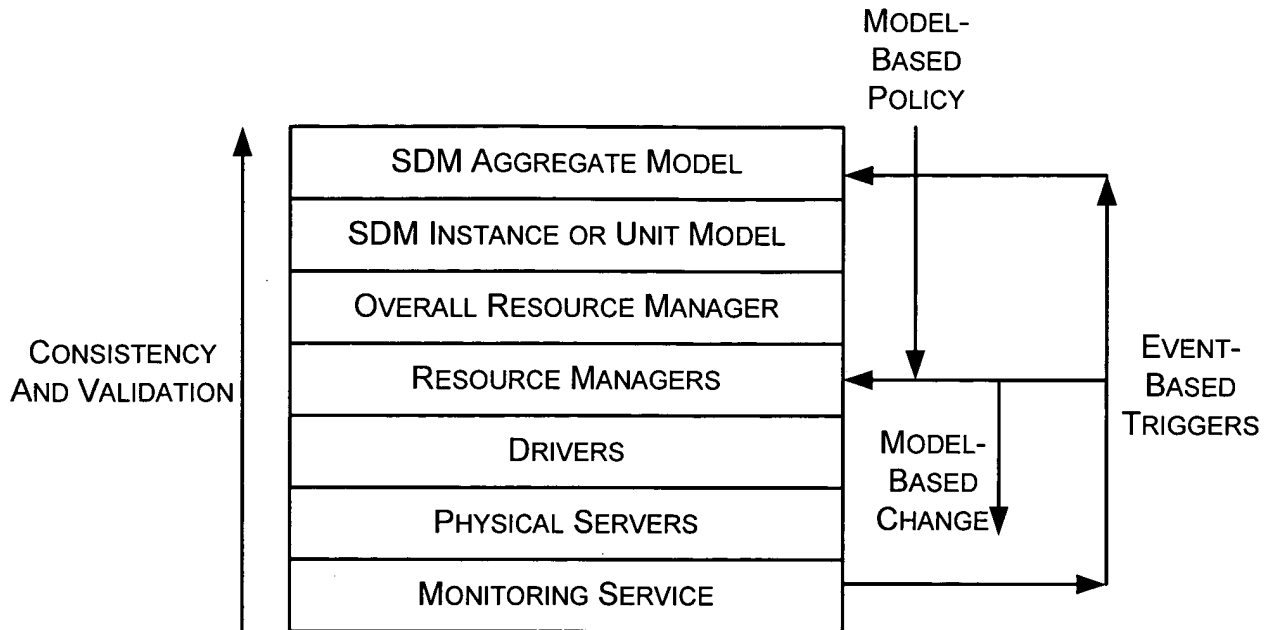 MODEL-
BASED
POLICY
SDM AGGREGATE MODEL
SDM INSTANCE OR UNIT MODEL
OVERALL RESOURCE MANAGER
CONSISTENCY
AND VALIDATION
RESOURCE MANAGERS
EVENT-
BASED
TRIGGERS
DRIVERS
MODEL-
BASED
CHANGE
PHYSICAL SERVERS
MONITORING SERVICE